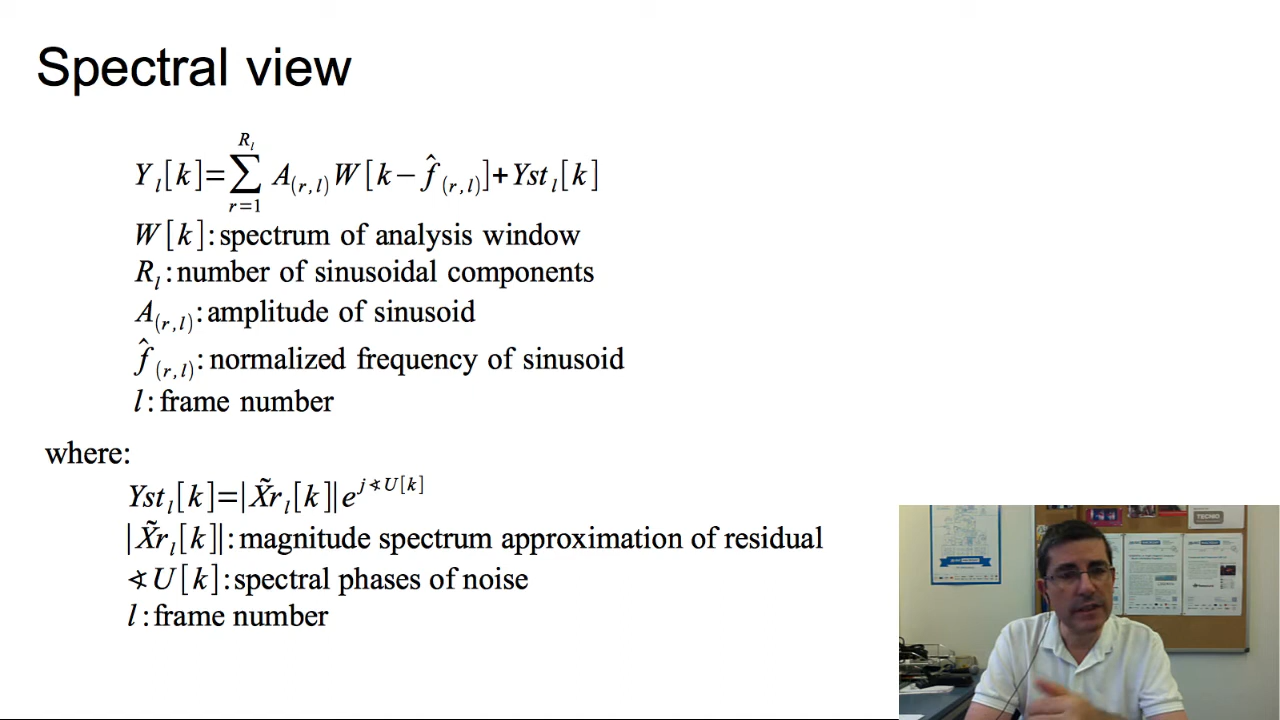 Spectral view
Y_l[k]=∑_{r=1}^{R_l} A_(r,l) W[k−f̂_(r,l)]+Yst_l[k]
W[k]: spectrum of analysis window
R_l: number of sinusoidal components
A_(r,l): amplitude of sinusoid
f̂_(r,l): normalized frequency of sinusoid
l: frame number
where:
Yst_l[k]=|X̃r_l[k]| e^{j∢U[k]}
|X̃r_l[k]|: magnitude spectrum approximation of residual
∢U[k]: spectral phases of noise
l: frame number